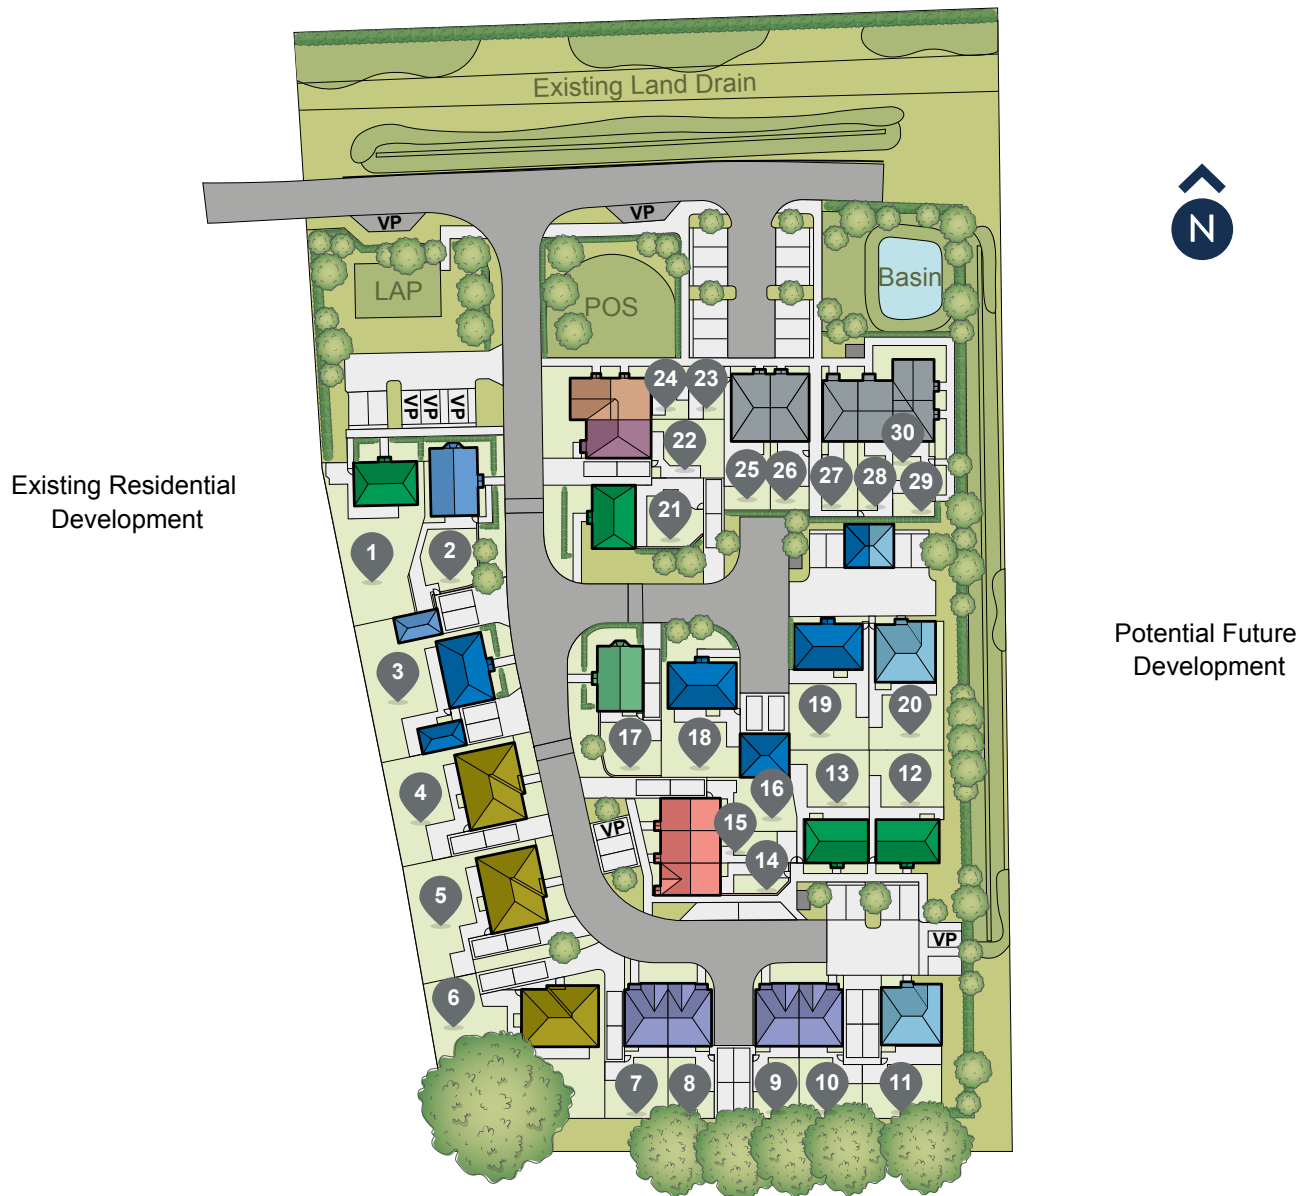 Existing Land Drain
N
VP
VP
LAP
POS
Basin
VP
VP
VP
24
23
22
30
25
26
27
28
29
Existing Residential
Development
21
1
2
Potential Future
Development
3
19
20
17
18
4
16
13
12
15
VP
14
5
VP
6
7
8
9
10
11